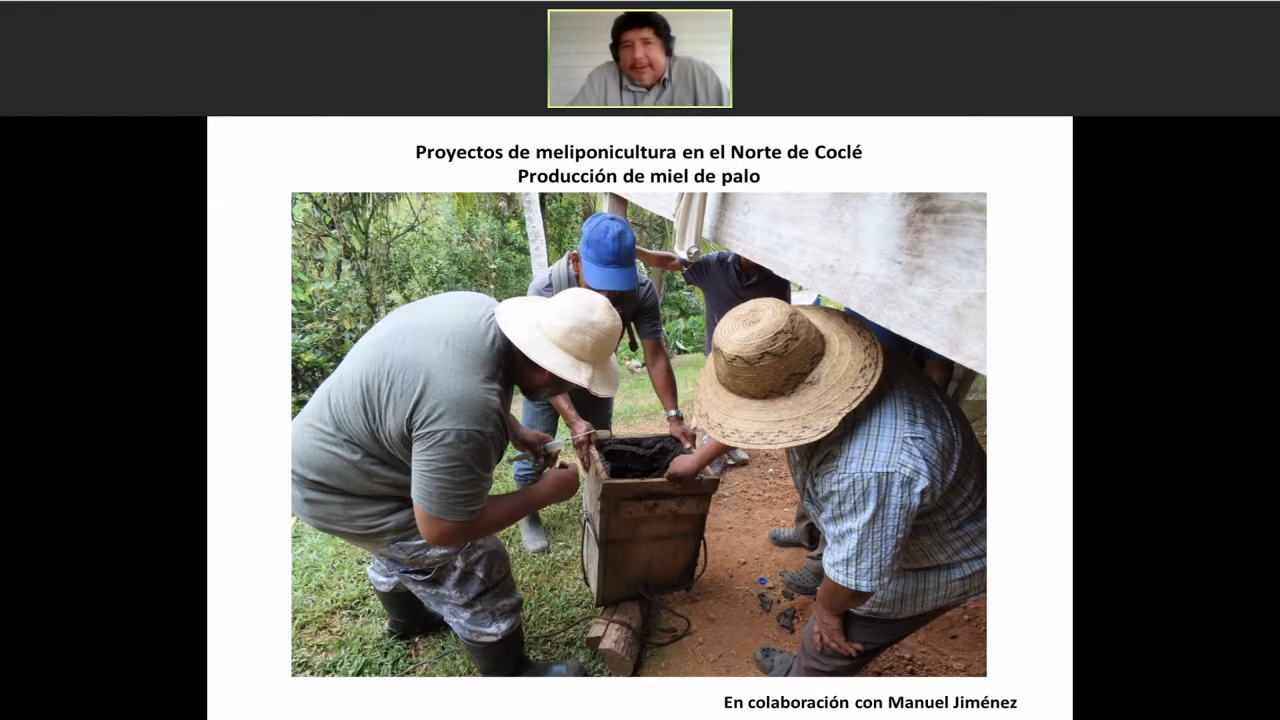 Proyectos de meliponicultura en el Norte de Coclé
Producción de miel de palo
En colaboración con Manuel Jiménez